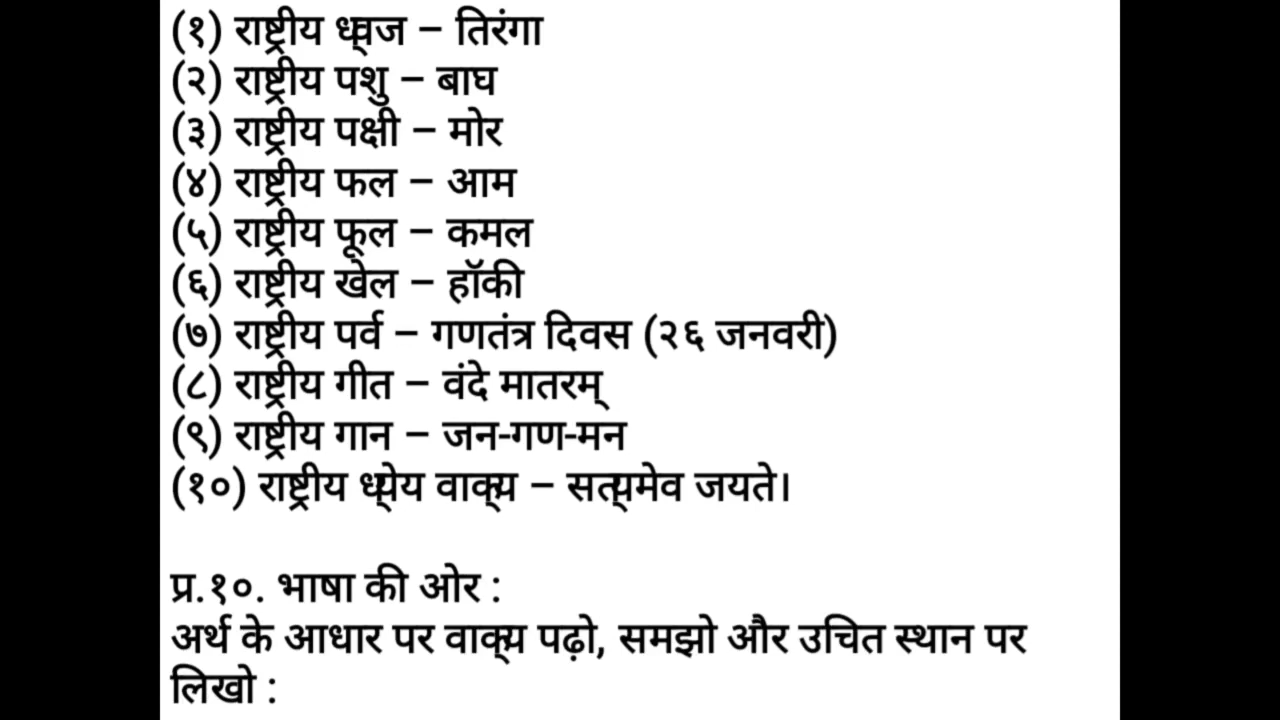 (१) राष्ट्रीय ध्वज – तिरंगा
(२) राष्ट्रीय पशु – बाघ
(३) राष्ट्रीय पक्षी – मोर
(४) राष्ट्रीय फल – आम
(५) राष्ट्रीय फूल – कमल
(६) राष्ट्रीय खेल – हॉकी
(७) राष्ट्रीय पर्व – गणतंत्र दिवस (२६ जनवरी)
(८) राष्ट्रीय गीत – वंदे मातरम्
(९) राष्ट्रीय गान – जन-गण-मन
(१०) राष्ट्रीय ध्येय वाक्य – सत्यमेव जयते।
प्र.१०. भाषा की ओर :
अर्थ के आधार पर वाक्य पढ़ो, समझो और उचित स्थान पर
लिखो :